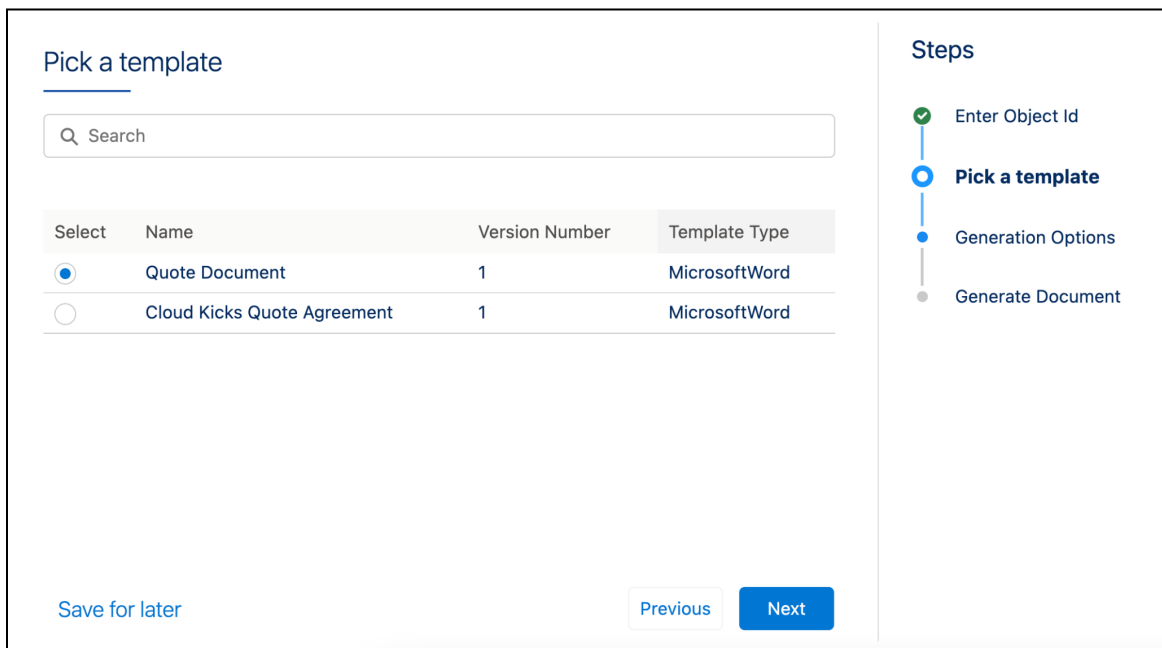 Pick a template
Search
Select Name Version Number Template Type
Quote Document 1 MicrosoftWord
Cloud Kicks Quote Agreement 1 MicrosoftWord
Save for later Previous Next
Steps
Enter Object Id
Pick a template
Generation Options
Generate Document